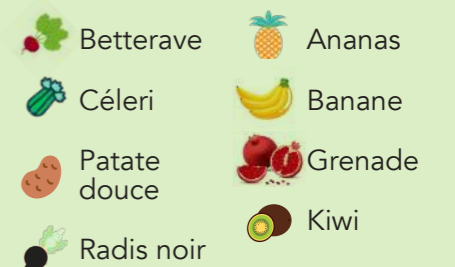 Betterave
Céleri
Patate
douce
Radis noir
Ananas
Banane
Grenade
Kiwi